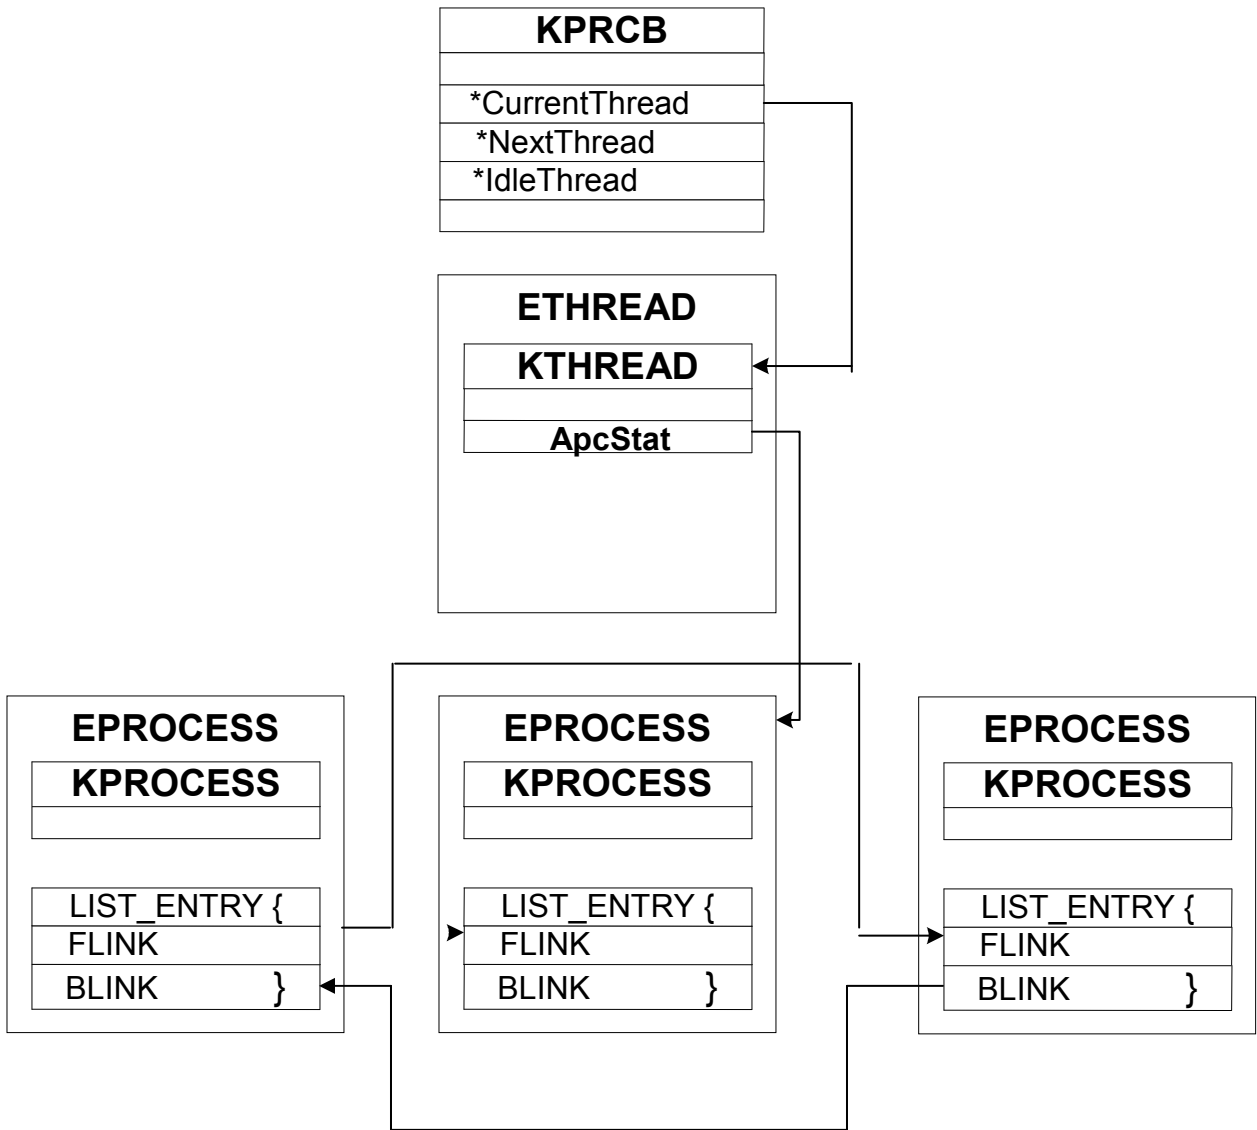 KPRCB
*CurrentThread
*NextThread
*IdleThread
ETHREAD
KTHREAD
ApcStat
EPROCESS
KPROCESS
LIST_ENTRY {
FLINK
BLINK }
EPROCESS
KPROCESS
LIST_ENTRY {
FLINK
BLINK }
EPROCESS
KPROCESS
LIST_ENTRY {
FLINK
BLINK }